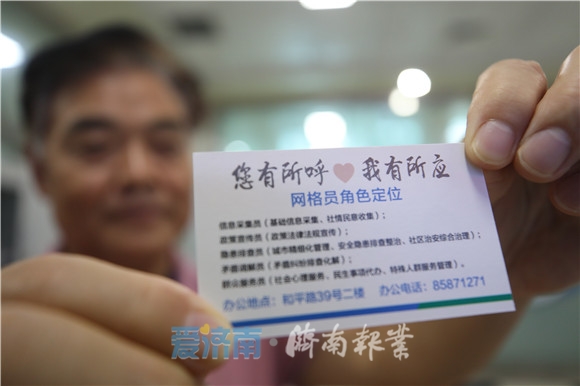 您有所呼❤我有所应
网格员角色定位
信息采集员（基础信息采集、社情民意收集）；
政策宣传员（政策法律法规宣传）；
隐患排查员（城市精细化管理、安全隐患排查整治、社区治安综合治理）；
矛盾调解员（矛盾纠纷排查化解）；
群众服务员（社会心理服务、民生事项代办、特殊人群服务管理）。
办公地点：和平路39号二楼 办公电话：85871271
爱济南·济南报业